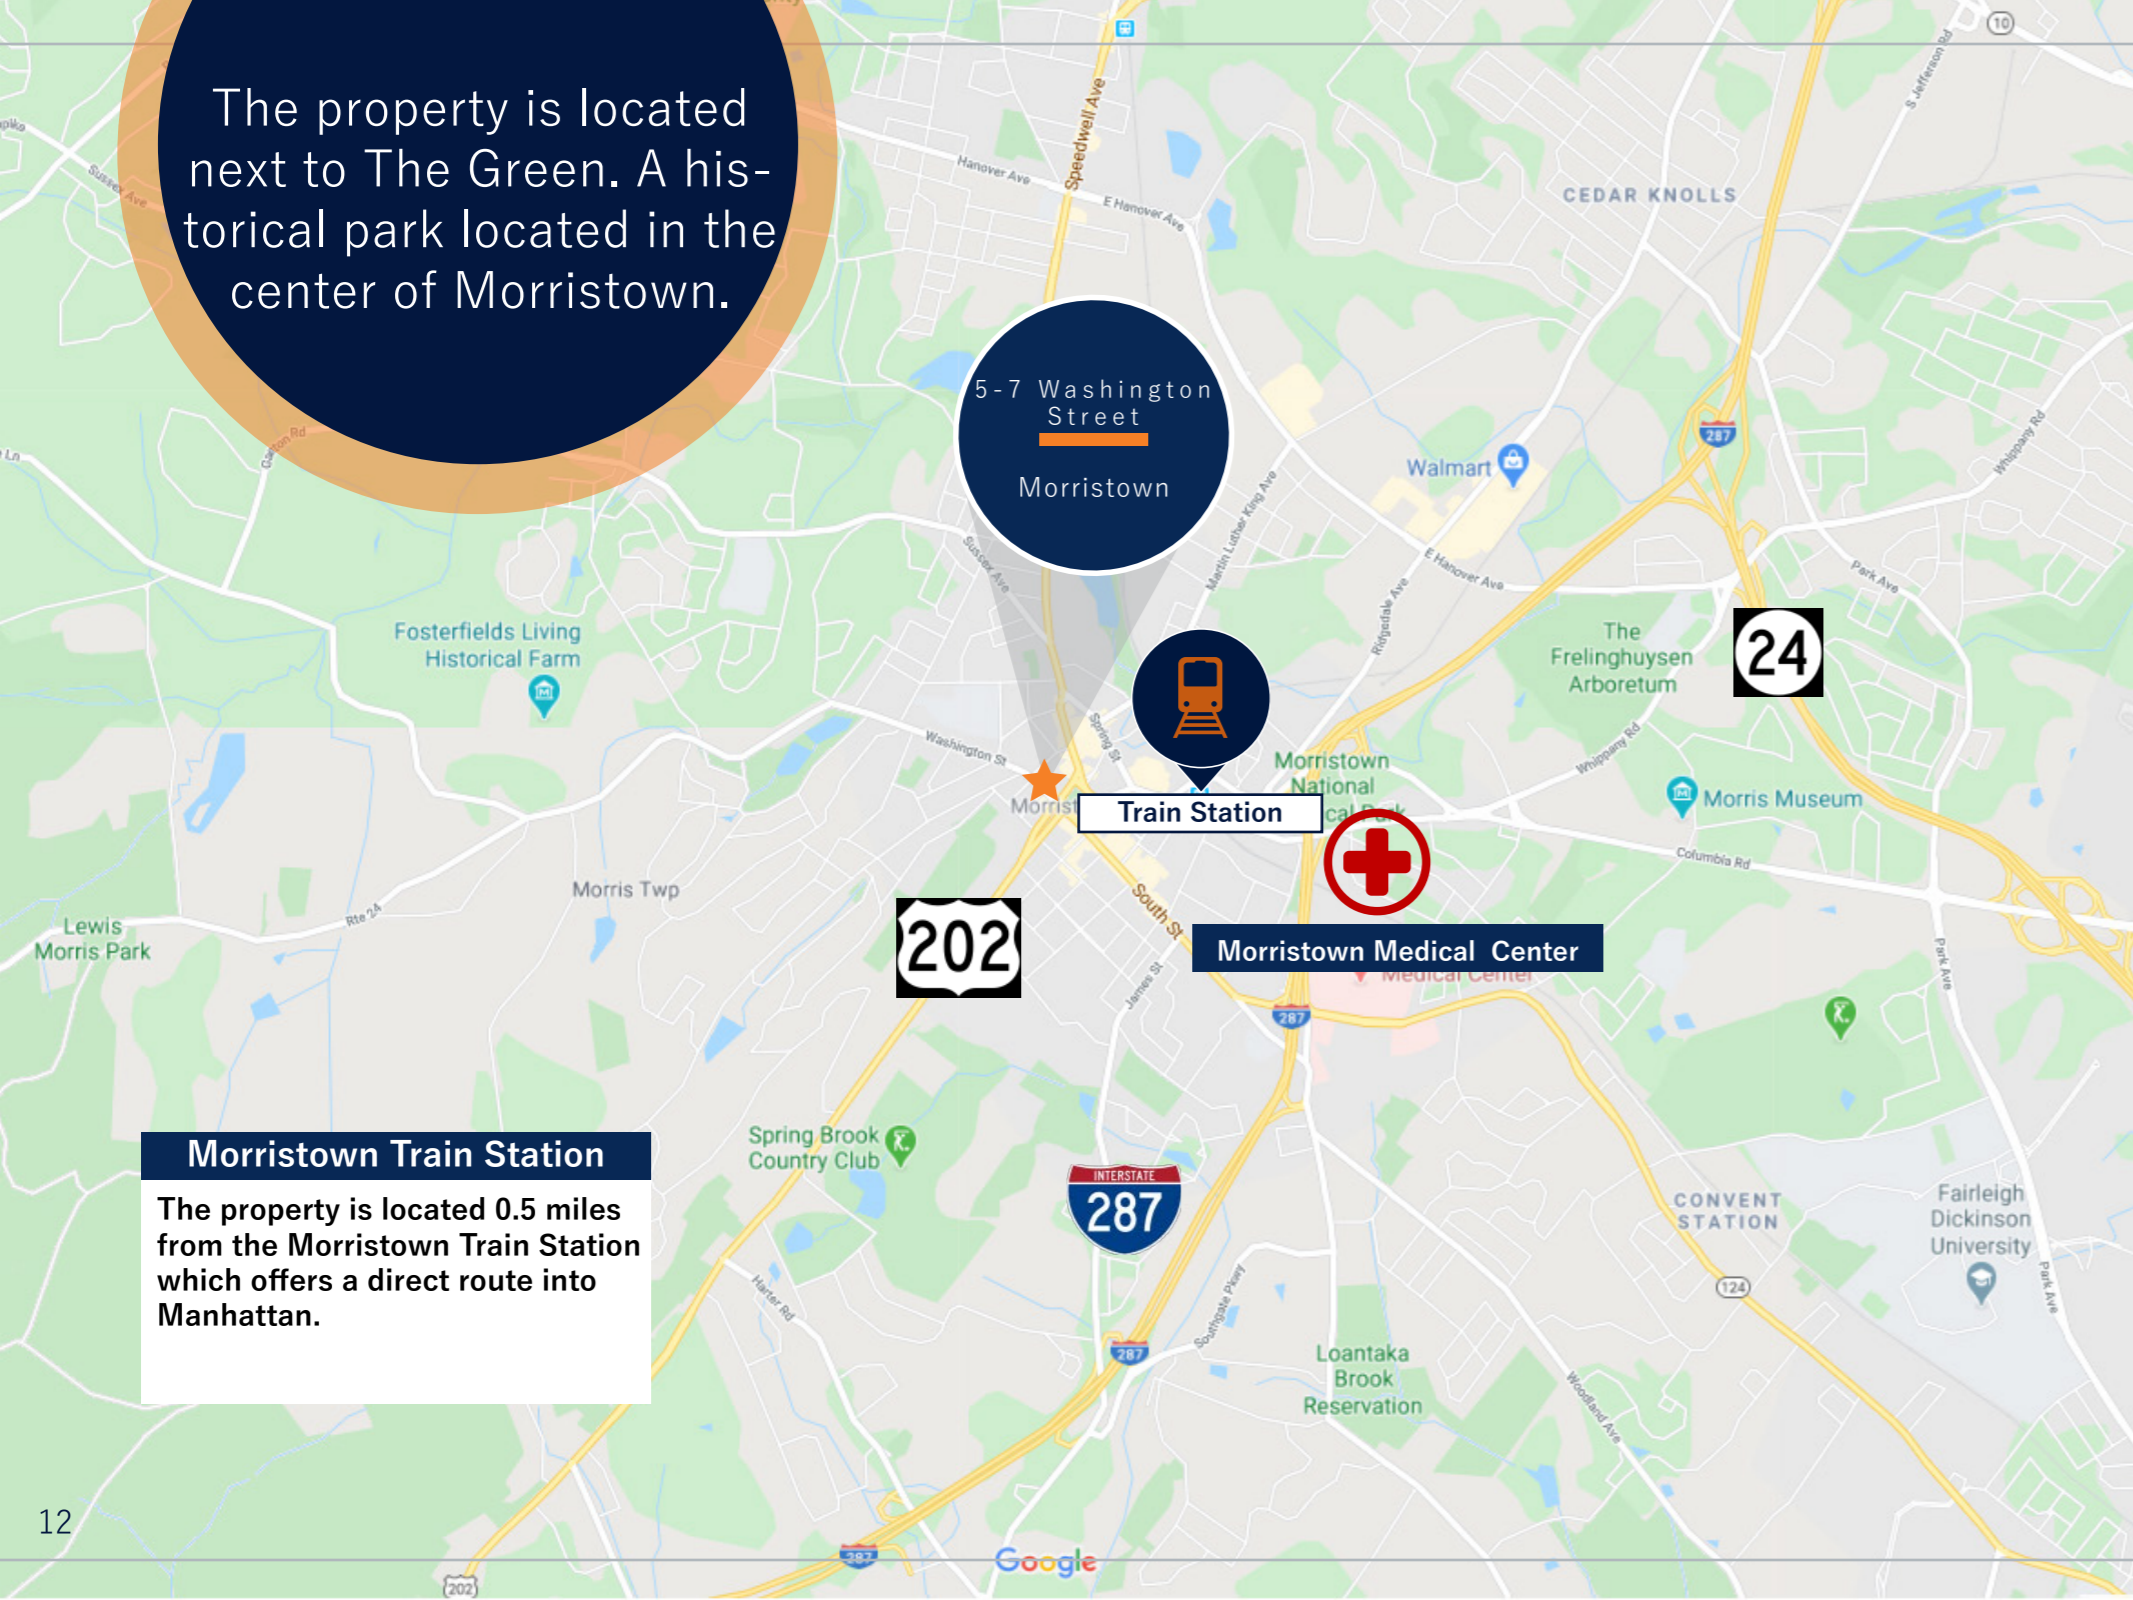 The property is located
next to The Green. A his-
torical park located in the
center of Morristown.
10
S Jefferson Rd
Speedwell Ave
Hanover Ave
E Hanover Ave
Sussex Ave
CEDAR KNOLLS
5-7 Washington
Street
Morristown
287
Whippany Rd
Walmart
Martin Luther King Ave
Sussex Ave
E Hanover Ave
Ridgedale Ave
Park Ave
Fosterfields Living
Historical Farm
The
Frelinghuysen
Arboretum
24
Washington St
Spring St
Whippany Rd
Morristown
National
Train Station
Morris Museum
Columbia Rd
Morris Twp
Rte 24
Lewis
Morris Park
202
South St
James St
Morristown Medical Center
Medical Center
Park Ave
287
Morristown Train Station
The property is located 0.5 miles
from the Morristown Train Station
which offers a direct route into
Manhattan.
Spring Brook
Country Club
INTERSTATE
287
CONVENT
STATION
Fairleigh
Dickinson
University
Park Ave
124
Harter Rd
Southgate Pkwy
287
Loantaka
Brook
Reservation
Woodland Ave
12
287
Google
202